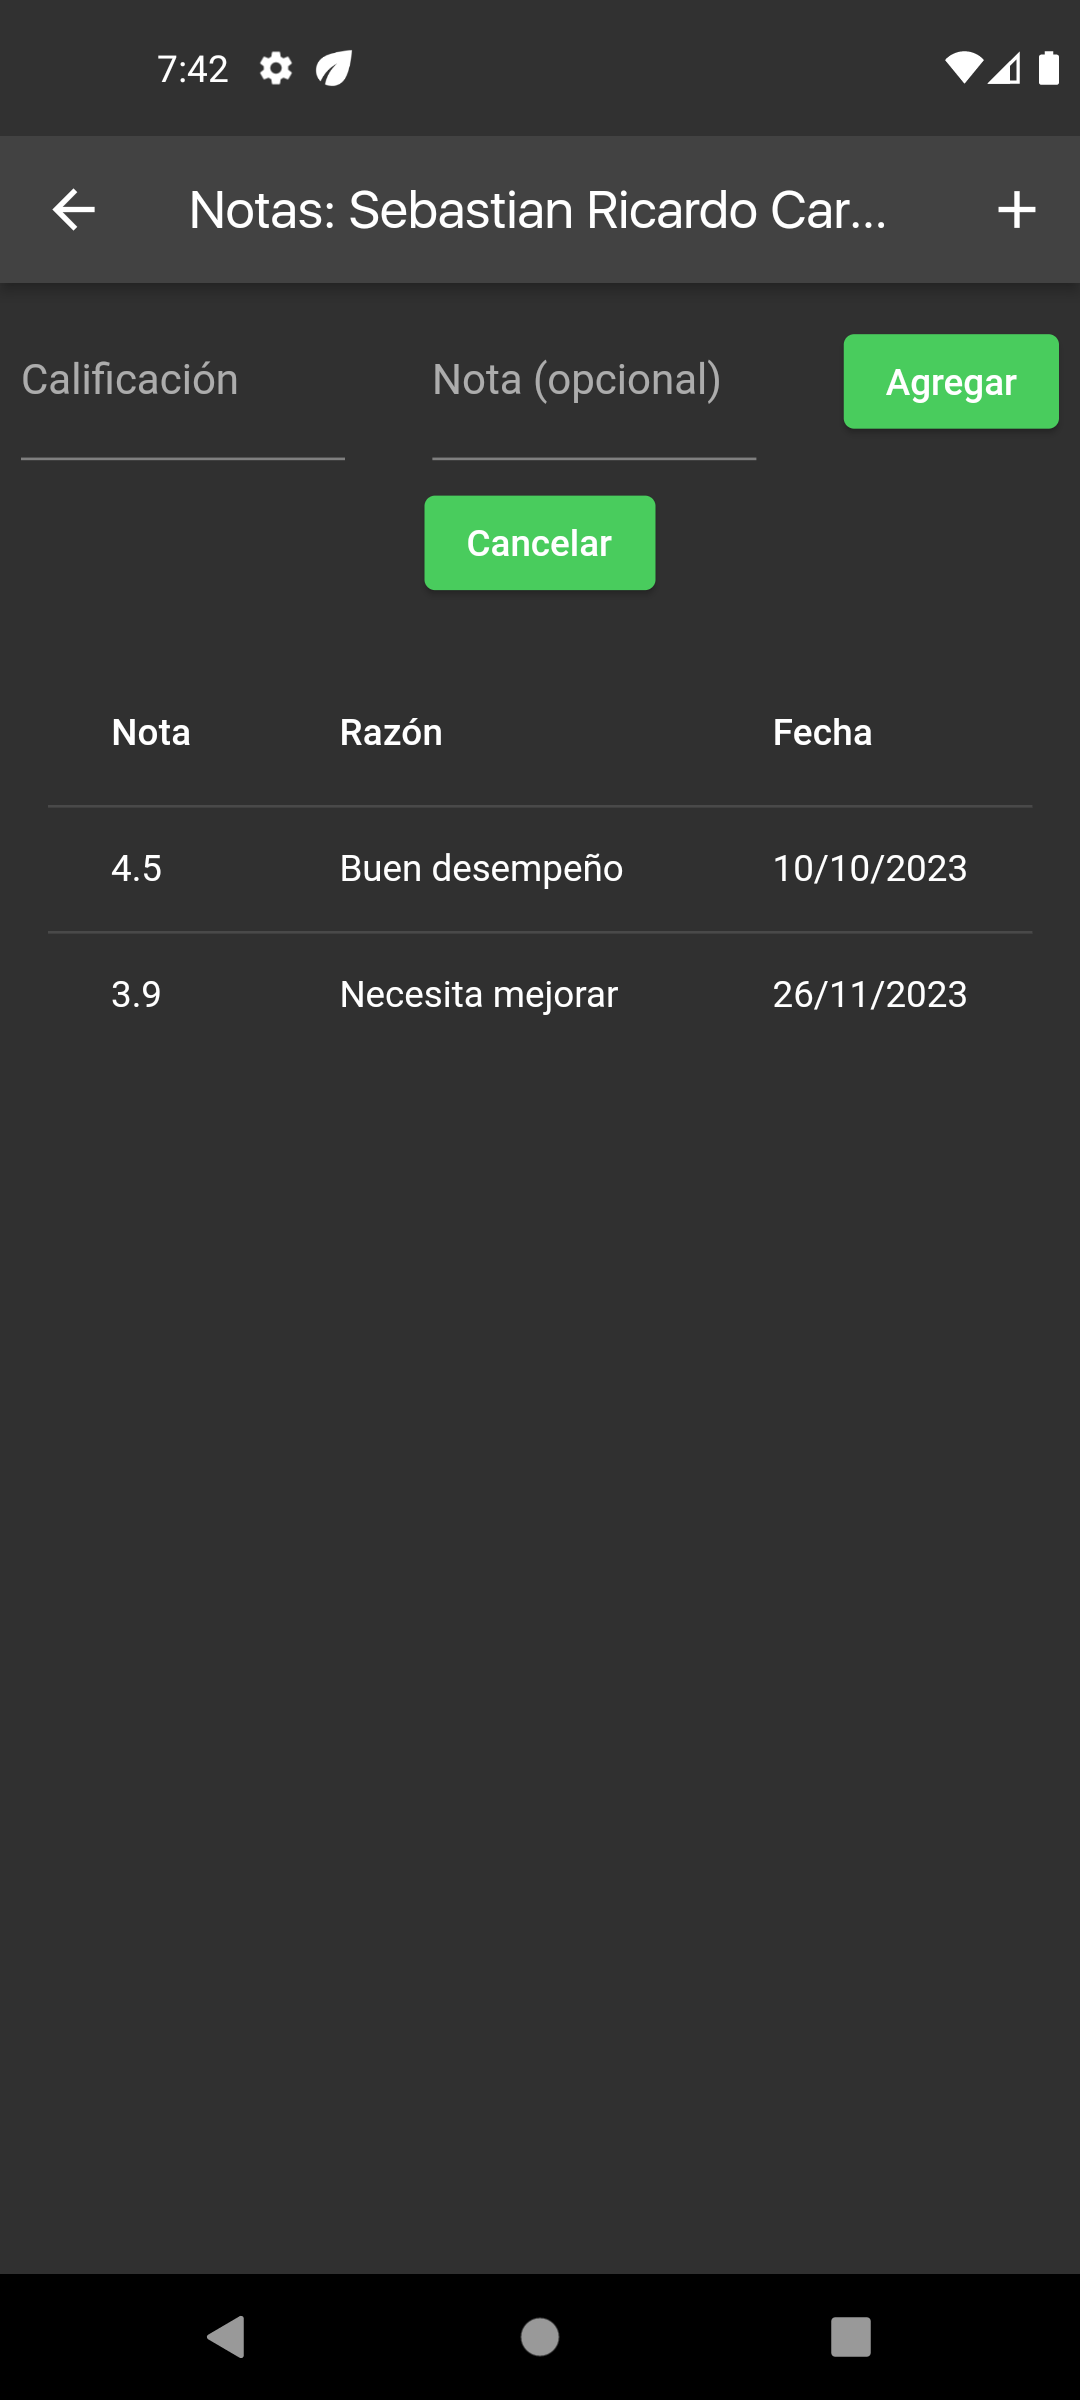 7:42
Notas: Sebastian Ricardo Car...
Calificación Nota (opcional) Agregar
Cancelar
Nota Razón Fecha
4.5 Buen desempeño 10/10/2023
3.9 Necesita mejorar 26/11/2023